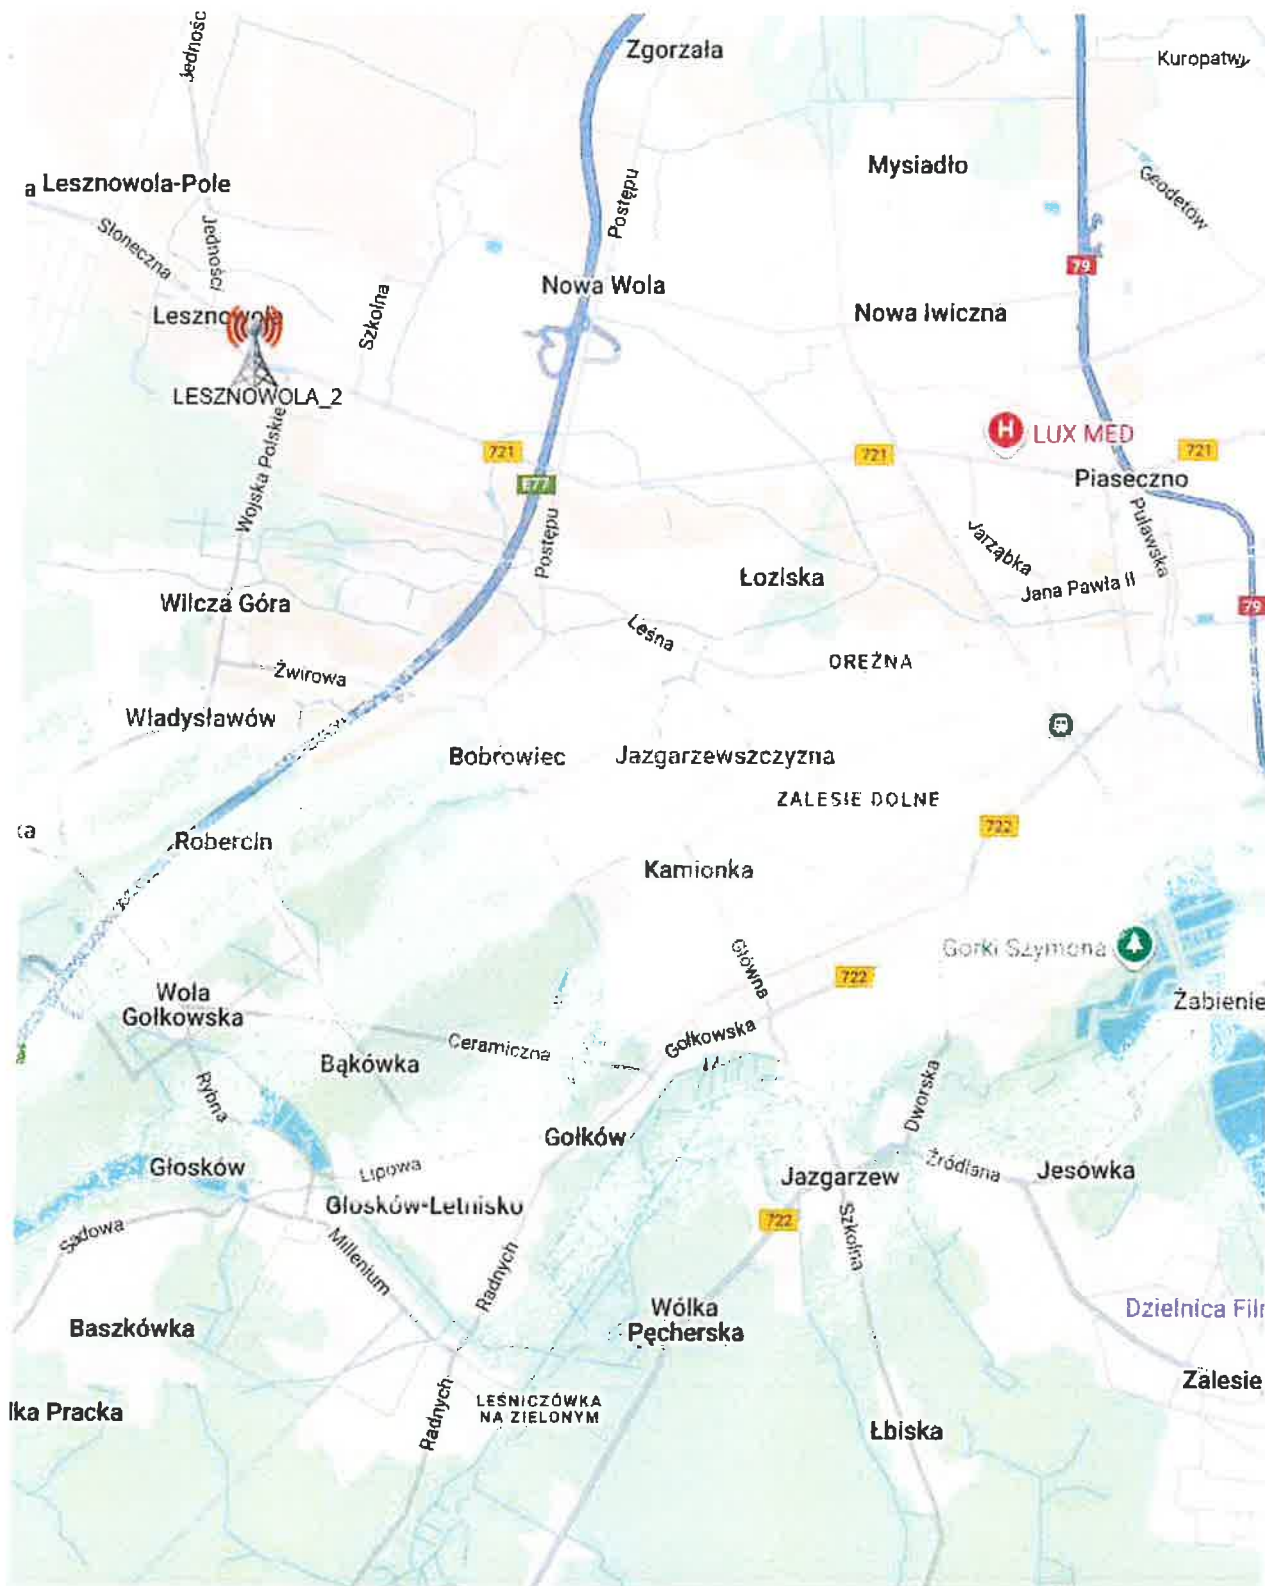 Zgorzała
Jednośc
Kuropatwy
Mysiadło
a Lesznowola-Pole
Geodetów
Postępu
Słoneczna
Jedności
79
Nowa Wola
Szkolna
Nowa Iwiczna
Lesznowola
LESZNOWOLA_2
Wojska Polskie
LUX MED
721
721
721
E77
Piaseczno
Puławska
Postępu
Jarząbka
Łoziska
Jana Pawła II
Wilcza Góra
79
Leśna
OREŻNA
Żwirowa
Władysławów
Bobrowiec
Jazgarzewszczyzna
ZALESIE DOLNE
722
Robercin
Kamionka
Główna
Gorki Szymona
722
Wola
Gołkowska
Żabienie
Ceramiczna
Gołkowska
Bąkówka
Rybna
Dworska
Gołków
Głosków
Lipowa
Jazgarzew
Źródlana
Jesówka
Głosków-Letnisko
722
Sadowa
Szkolna
Millenium
Radnych
Wólka
Pęcherska
Dzielnica Film
Baszkówka
Zalesie
lka Pracka
Radnych
LEŚNICZÓWKA
NA ZIELONYM
Łbiska